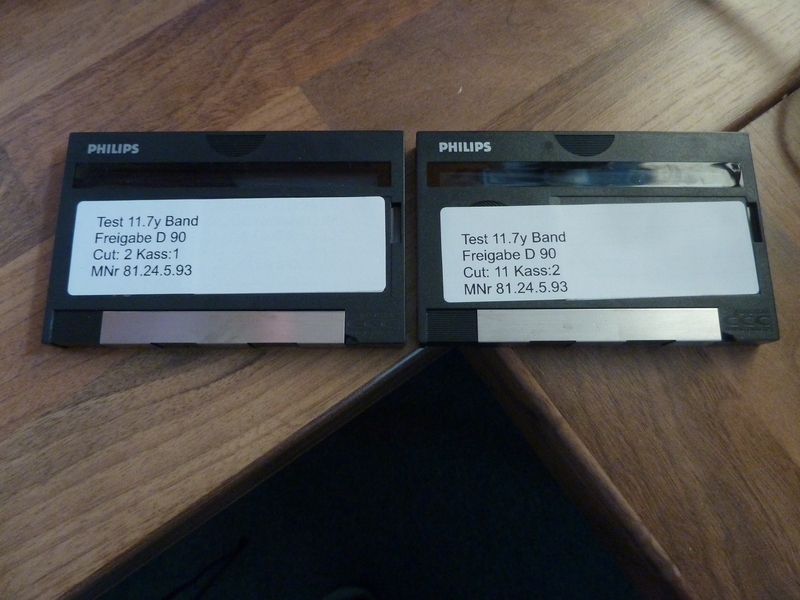 PHILIPS
Test 11.7y Band
Freigabe D 90
Cut: 2 Kass:1
MNr 81.24.5.93
PHILIPS
Test 11.7y Band
Freigabe D 90
Cut: 11 Kass:2
MNr 81.24.5.93
dcc